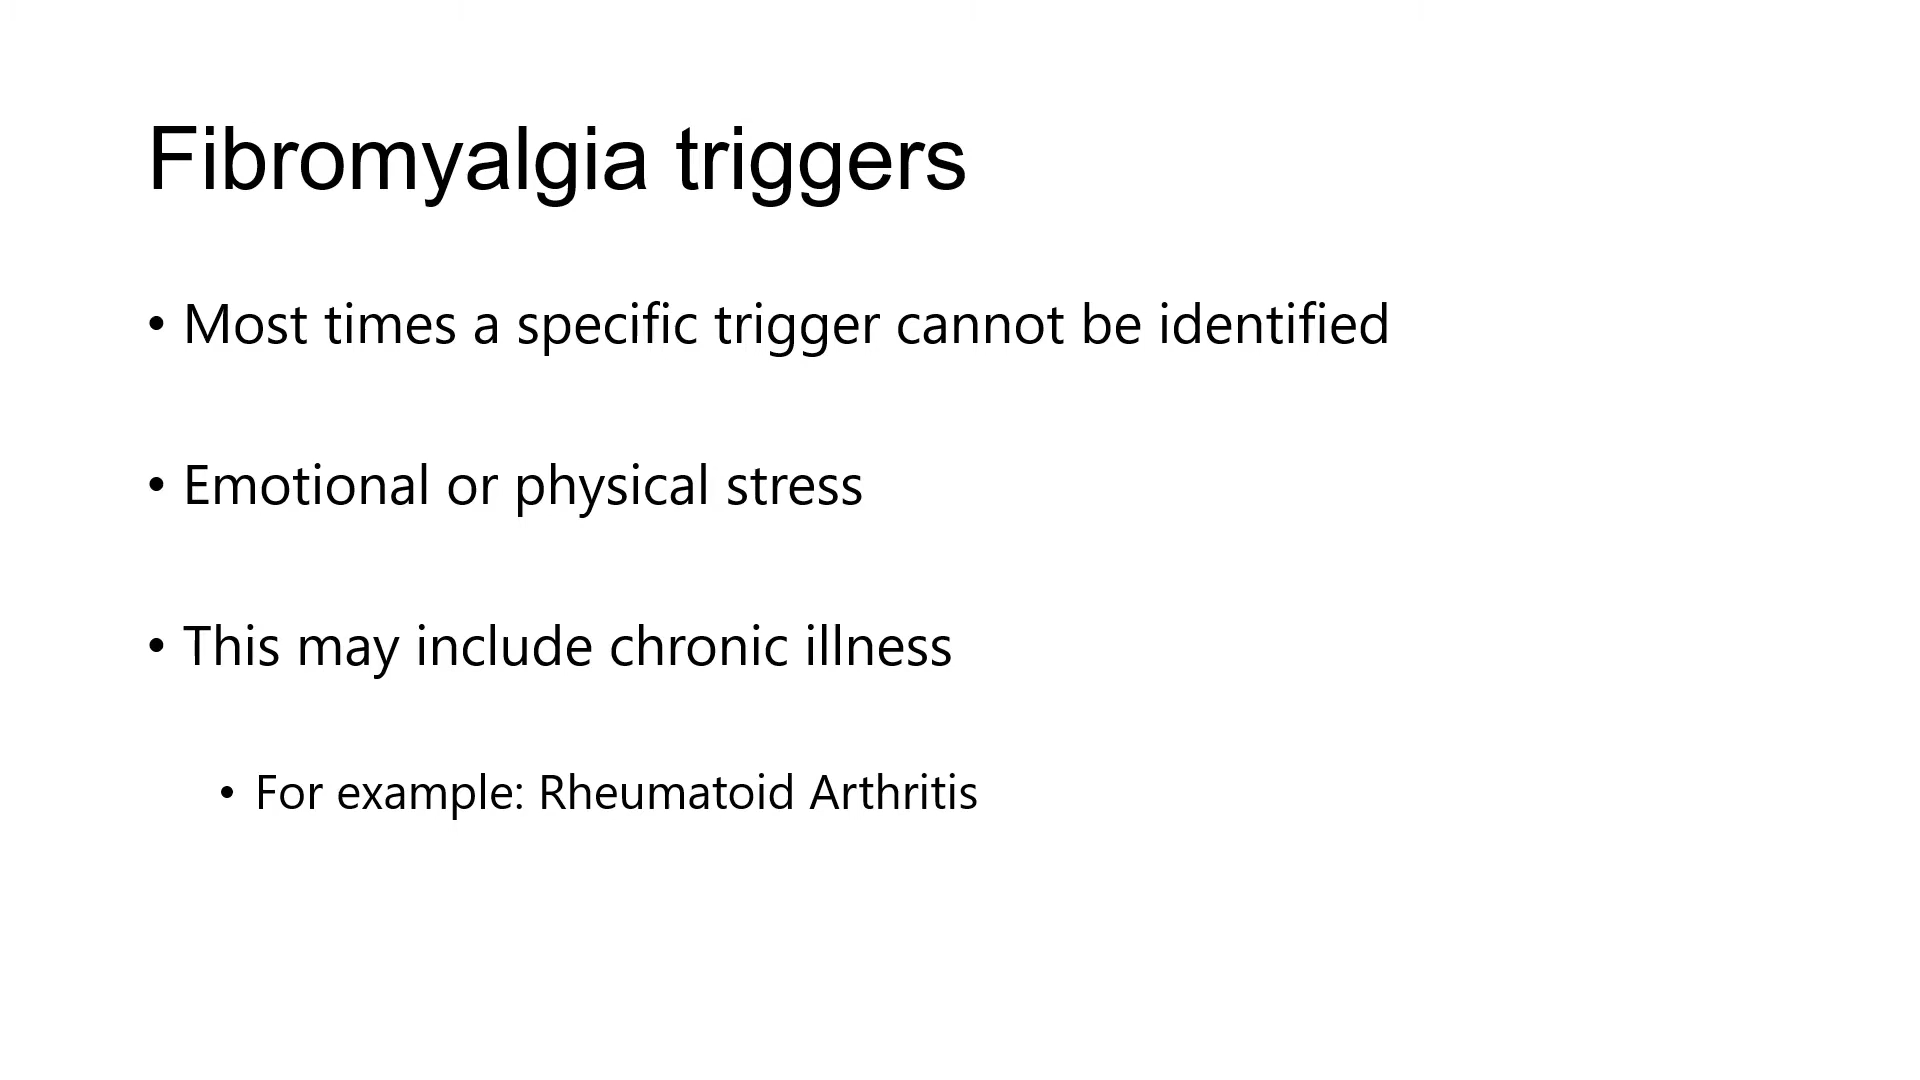 Fibromyalgia triggers
• Most times a specific trigger cannot be identified
• Emotional or physical stress
• This may include chronic illness
• For example: Rheumatoid Arthritis